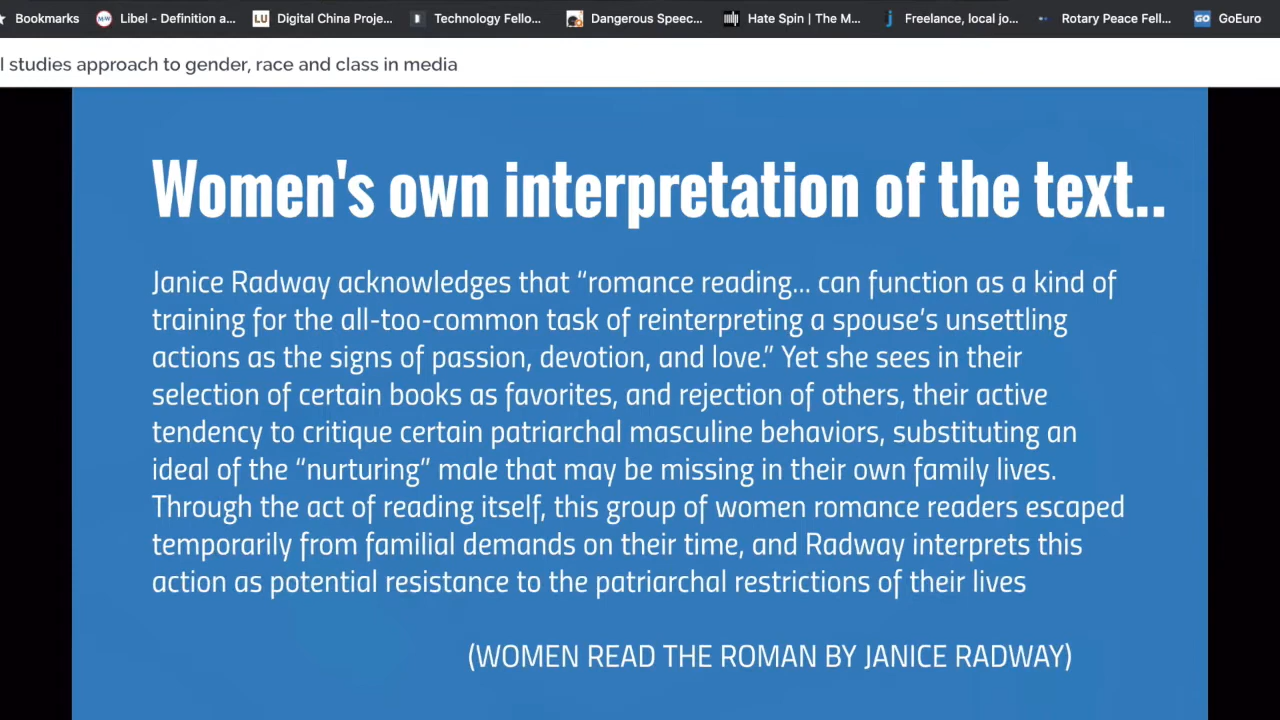 Bookmarks Libel - Definition a... LU Digital China Proje... Technology Fello... Dangerous Speec... Hate Spin | The M... j Freelance, local jo... Rotary Peace Fell... GO GoEuro
l studies approach to gender, race and class in media
Women's own interpretation of the text..
Janice Radway acknowledges that “romance reading... can function as a kind of
training for the all-too-common task of reinterpreting a spouse’s unsettling
actions as the signs of passion, devotion, and love.” Yet she sees in their
selection of certain books as favorites, and rejection of others, their active
tendency to critique certain patriarchal masculine behaviors, substituting an
ideal of the “nurturing” male that may be missing in their own family lives.
Through the act of reading itself, this group of women romance readers escaped
temporarily from familial demands on their time, and Radway interprets this
action as potential resistance to the patriarchal restrictions of their lives
(WOMEN READ THE ROMAN BY JANICE RADWAY)